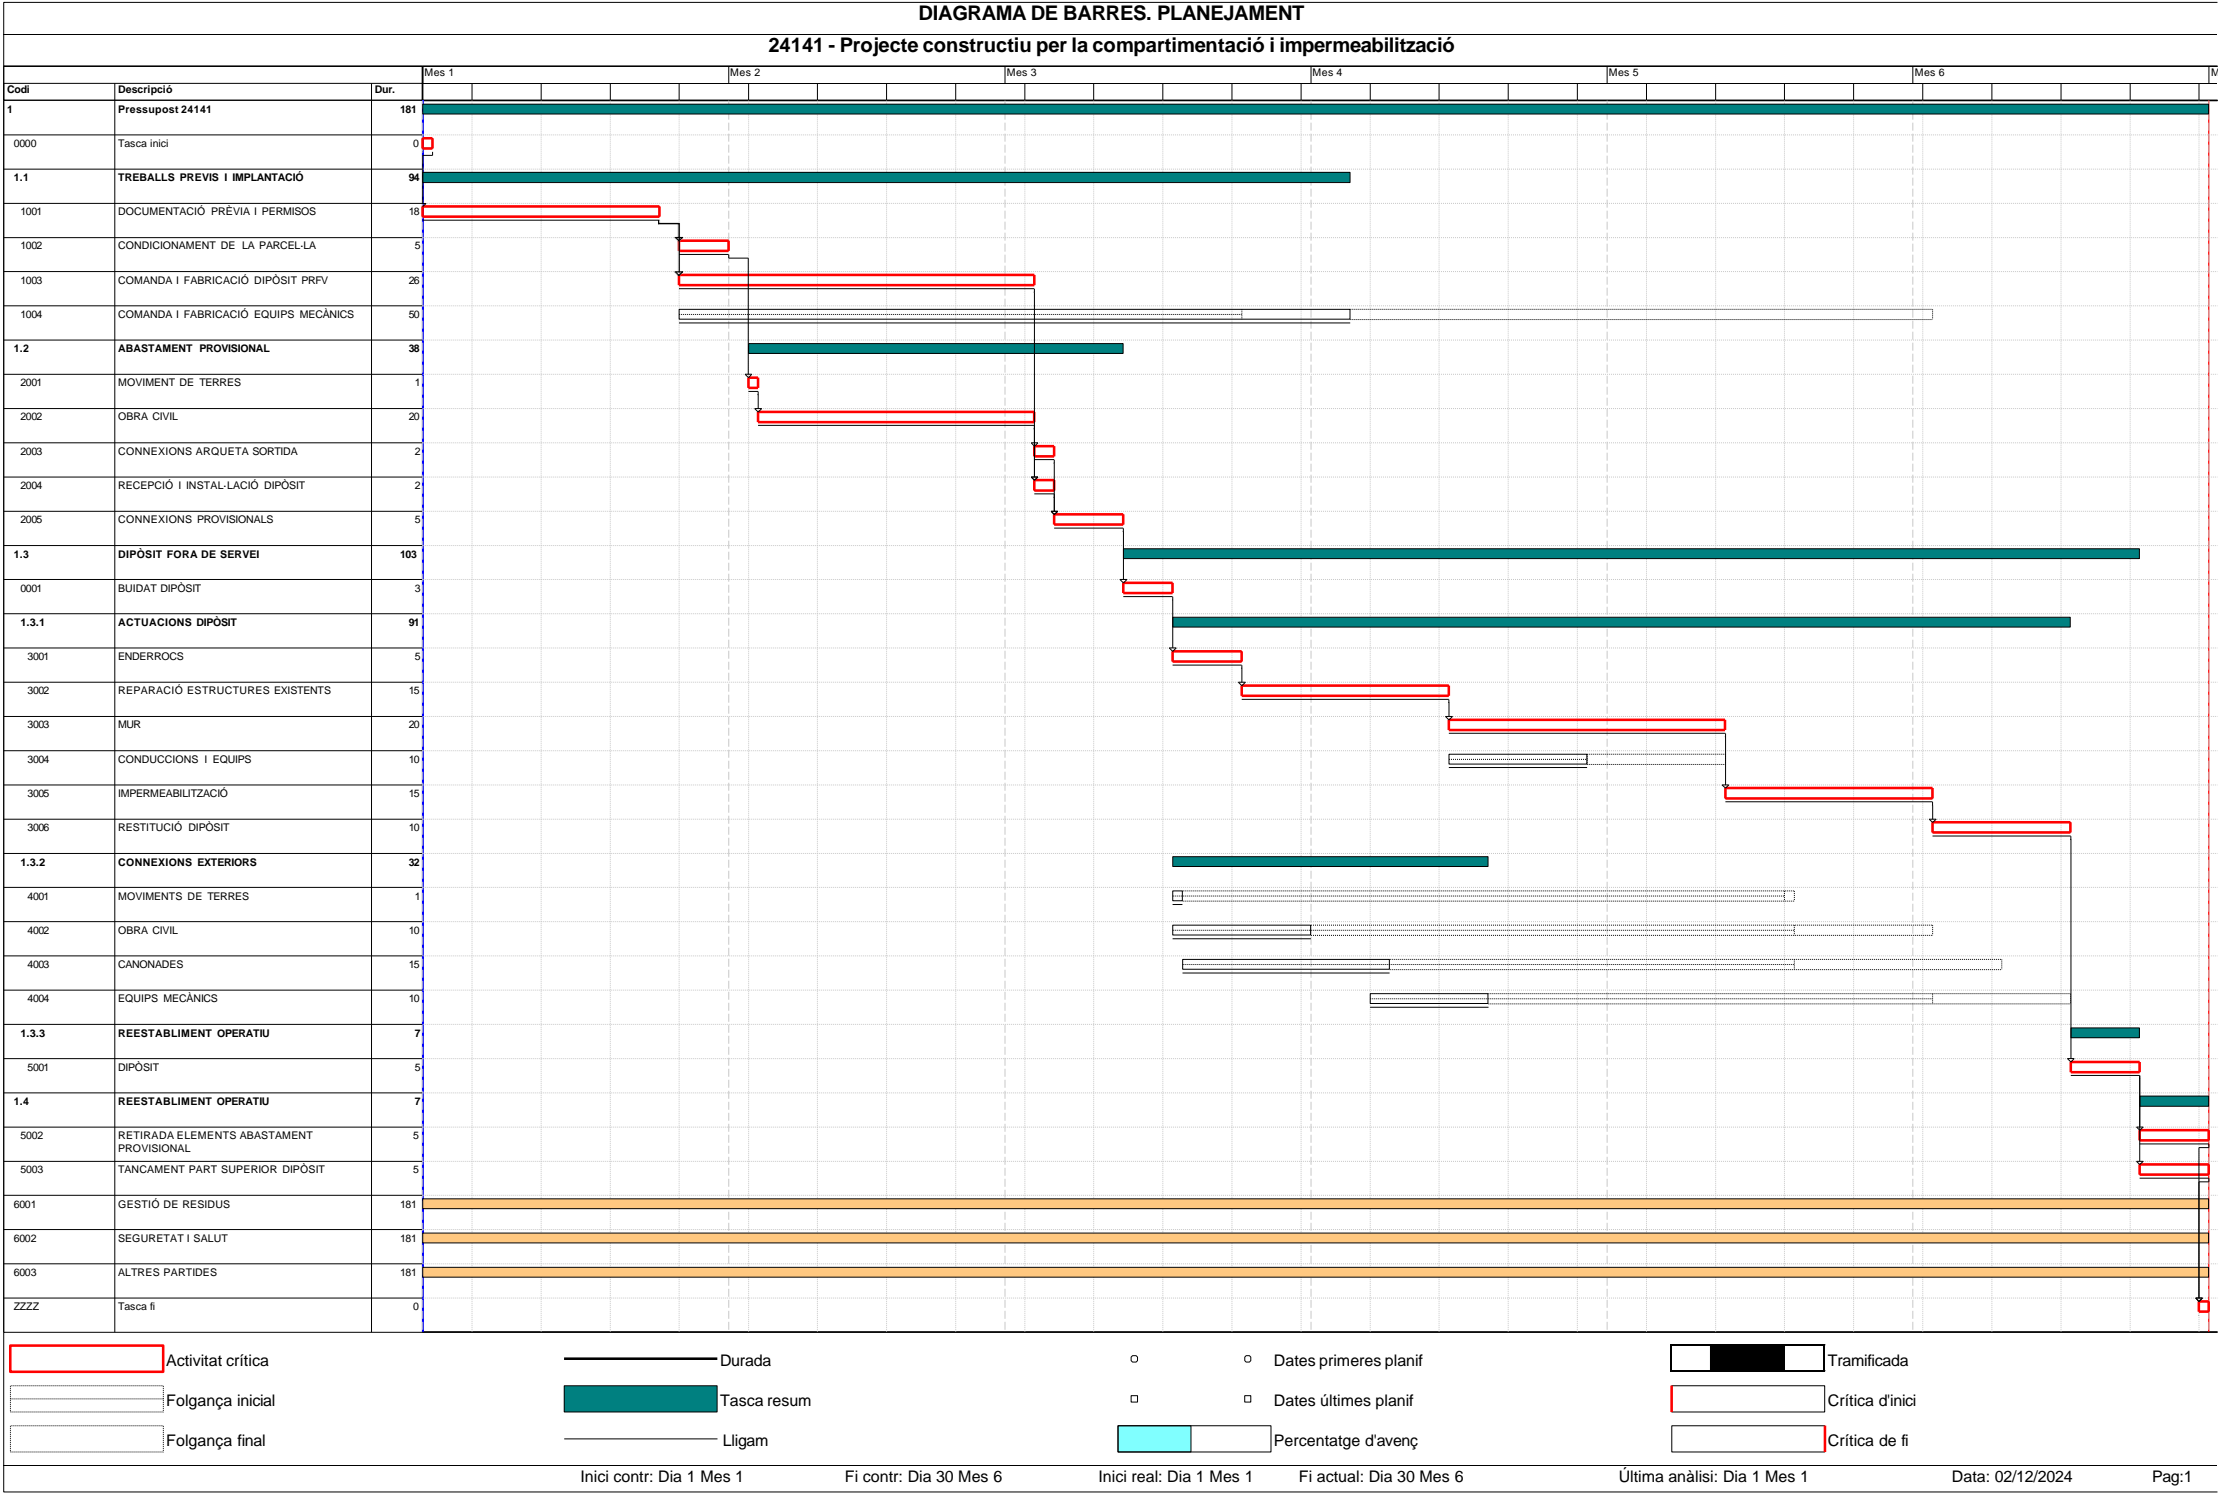 DIAGRAMA DE BARRES. PLANEJAMENT
24141 - Projecte constructiu per la compartimentació i impermeabilització
Mes 1 Mes 2 Mes 3 Mes 4 Mes 5 Mes 6 M
Codi Descripció Dur.
1 Pressupost 24141 181
0000 Tasca inici 0
1.1 TREBALLS PREVIS I IMPLANTACIÓ 94
1001 DOCUMENTACIÓ PRÈVIA I PERMISOS 18
1002 CONDICIONAMENT DE LA PARCEL·LA 5
1003 COMANDA I FABRICACIÓ DIPÒSIT PRFV 26
1004 COMANDA I FABRICACIÓ EQUIPS MECÀNICS 50
1.2 ABASTAMENT PROVISIONAL 38
2001 MOVIMENT DE TERRES 1
2002 OBRA CIVIL 20
2003 CONNEXIONS ARQUETA SORTIDA 2
2004 RECEPCIÓ I INSTAL·LACIÓ DIPÒSIT 2
2005 CONNEXIONS PROVISIONALS 5
1.3 DIPÒSIT FORA DE SERVEI 103
0001 BUIDAT DIPÒSIT 3
1.3.1 ACTUACIONS DIPÒSIT 91
3001 ENDERROCS 5
3002 REPARACIÓ ESTRUCTURES EXISTENTS 15
3003 MUR 20
3004 CONDUCCIONS I EQUIPS 10
3005 IMPERMEABILITZACIÓ 15
3006 RESTITUCIÓ DIPÒSIT 10
1.3.2 CONNEXIONS EXTERIORS 32
4001 MOVIMENTS DE TERRES 1
4002 OBRA CIVIL 10
4003 CANONADES 15
4004 EQUIPS MECÀNICS 10
1.3.3 REESTABLIMENT OPERATIU 7
5001 DIPÒSIT 5
1.4 REESTABLIMENT OPERATIU 7
5002 RETIRADA ELEMENTS ABASTAMENT 5
PROVISIONAL
5003 TANCAMENT PART SUPERIOR DIPÒSIT 5
6001 GESTIÓ DE RESIDUS 181
6002 SEGURETAT I SALUT 181
6003 ALTRES PARTIDES 181
ZZZZ Tasca fi 0
Activitat crítica Durada Dates primeres planif Tramificada
Folgança inicial Tasca resum Dates últimes planif Crítica d'inici
Folgança final Lligam Percentatge d'avenç Crítica de fi
Inici contr: Dia 1 Mes 1 Fi contr: Dia 30 Mes 6 Inici real: Dia 1 Mes 1 Fi actual: Dia 30 Mes 6 Última anàlisi: Dia 1 Mes 1 Data: 02/12/2024 Pag:1